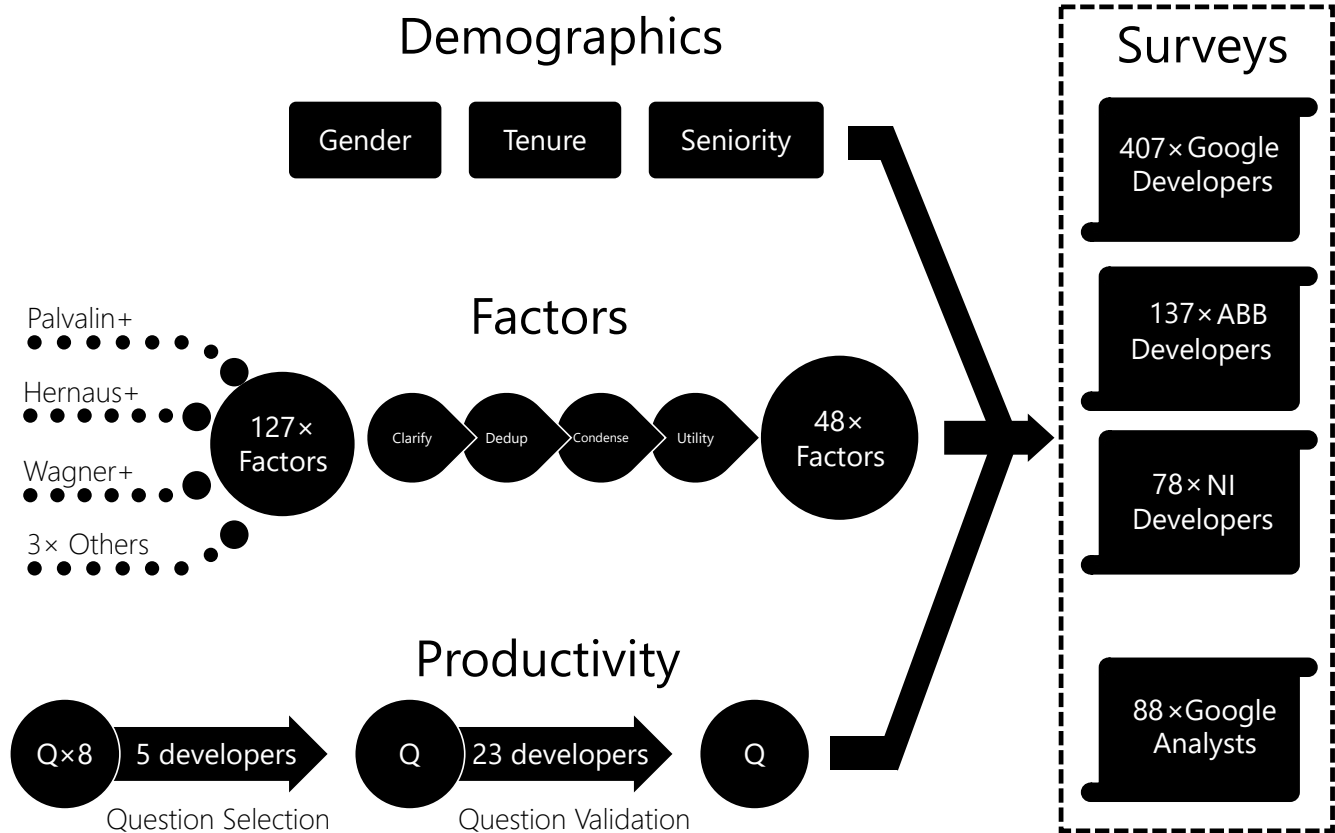 Demographics
Gender
Tenure
Seniority
Factors
Palvalin+
Hernaus+
Wagner+
3× Others
127×
Factors
Clarify
Dedup
Condense
Utility
48×
Factors
Productivity
Q×8
5 developers
Question Selection
Q
23 developers
Question Validation
Q
Surveys
407×Google
Developers
137×ABB
Developers
78×NI
Developers
88×Google
Analysts